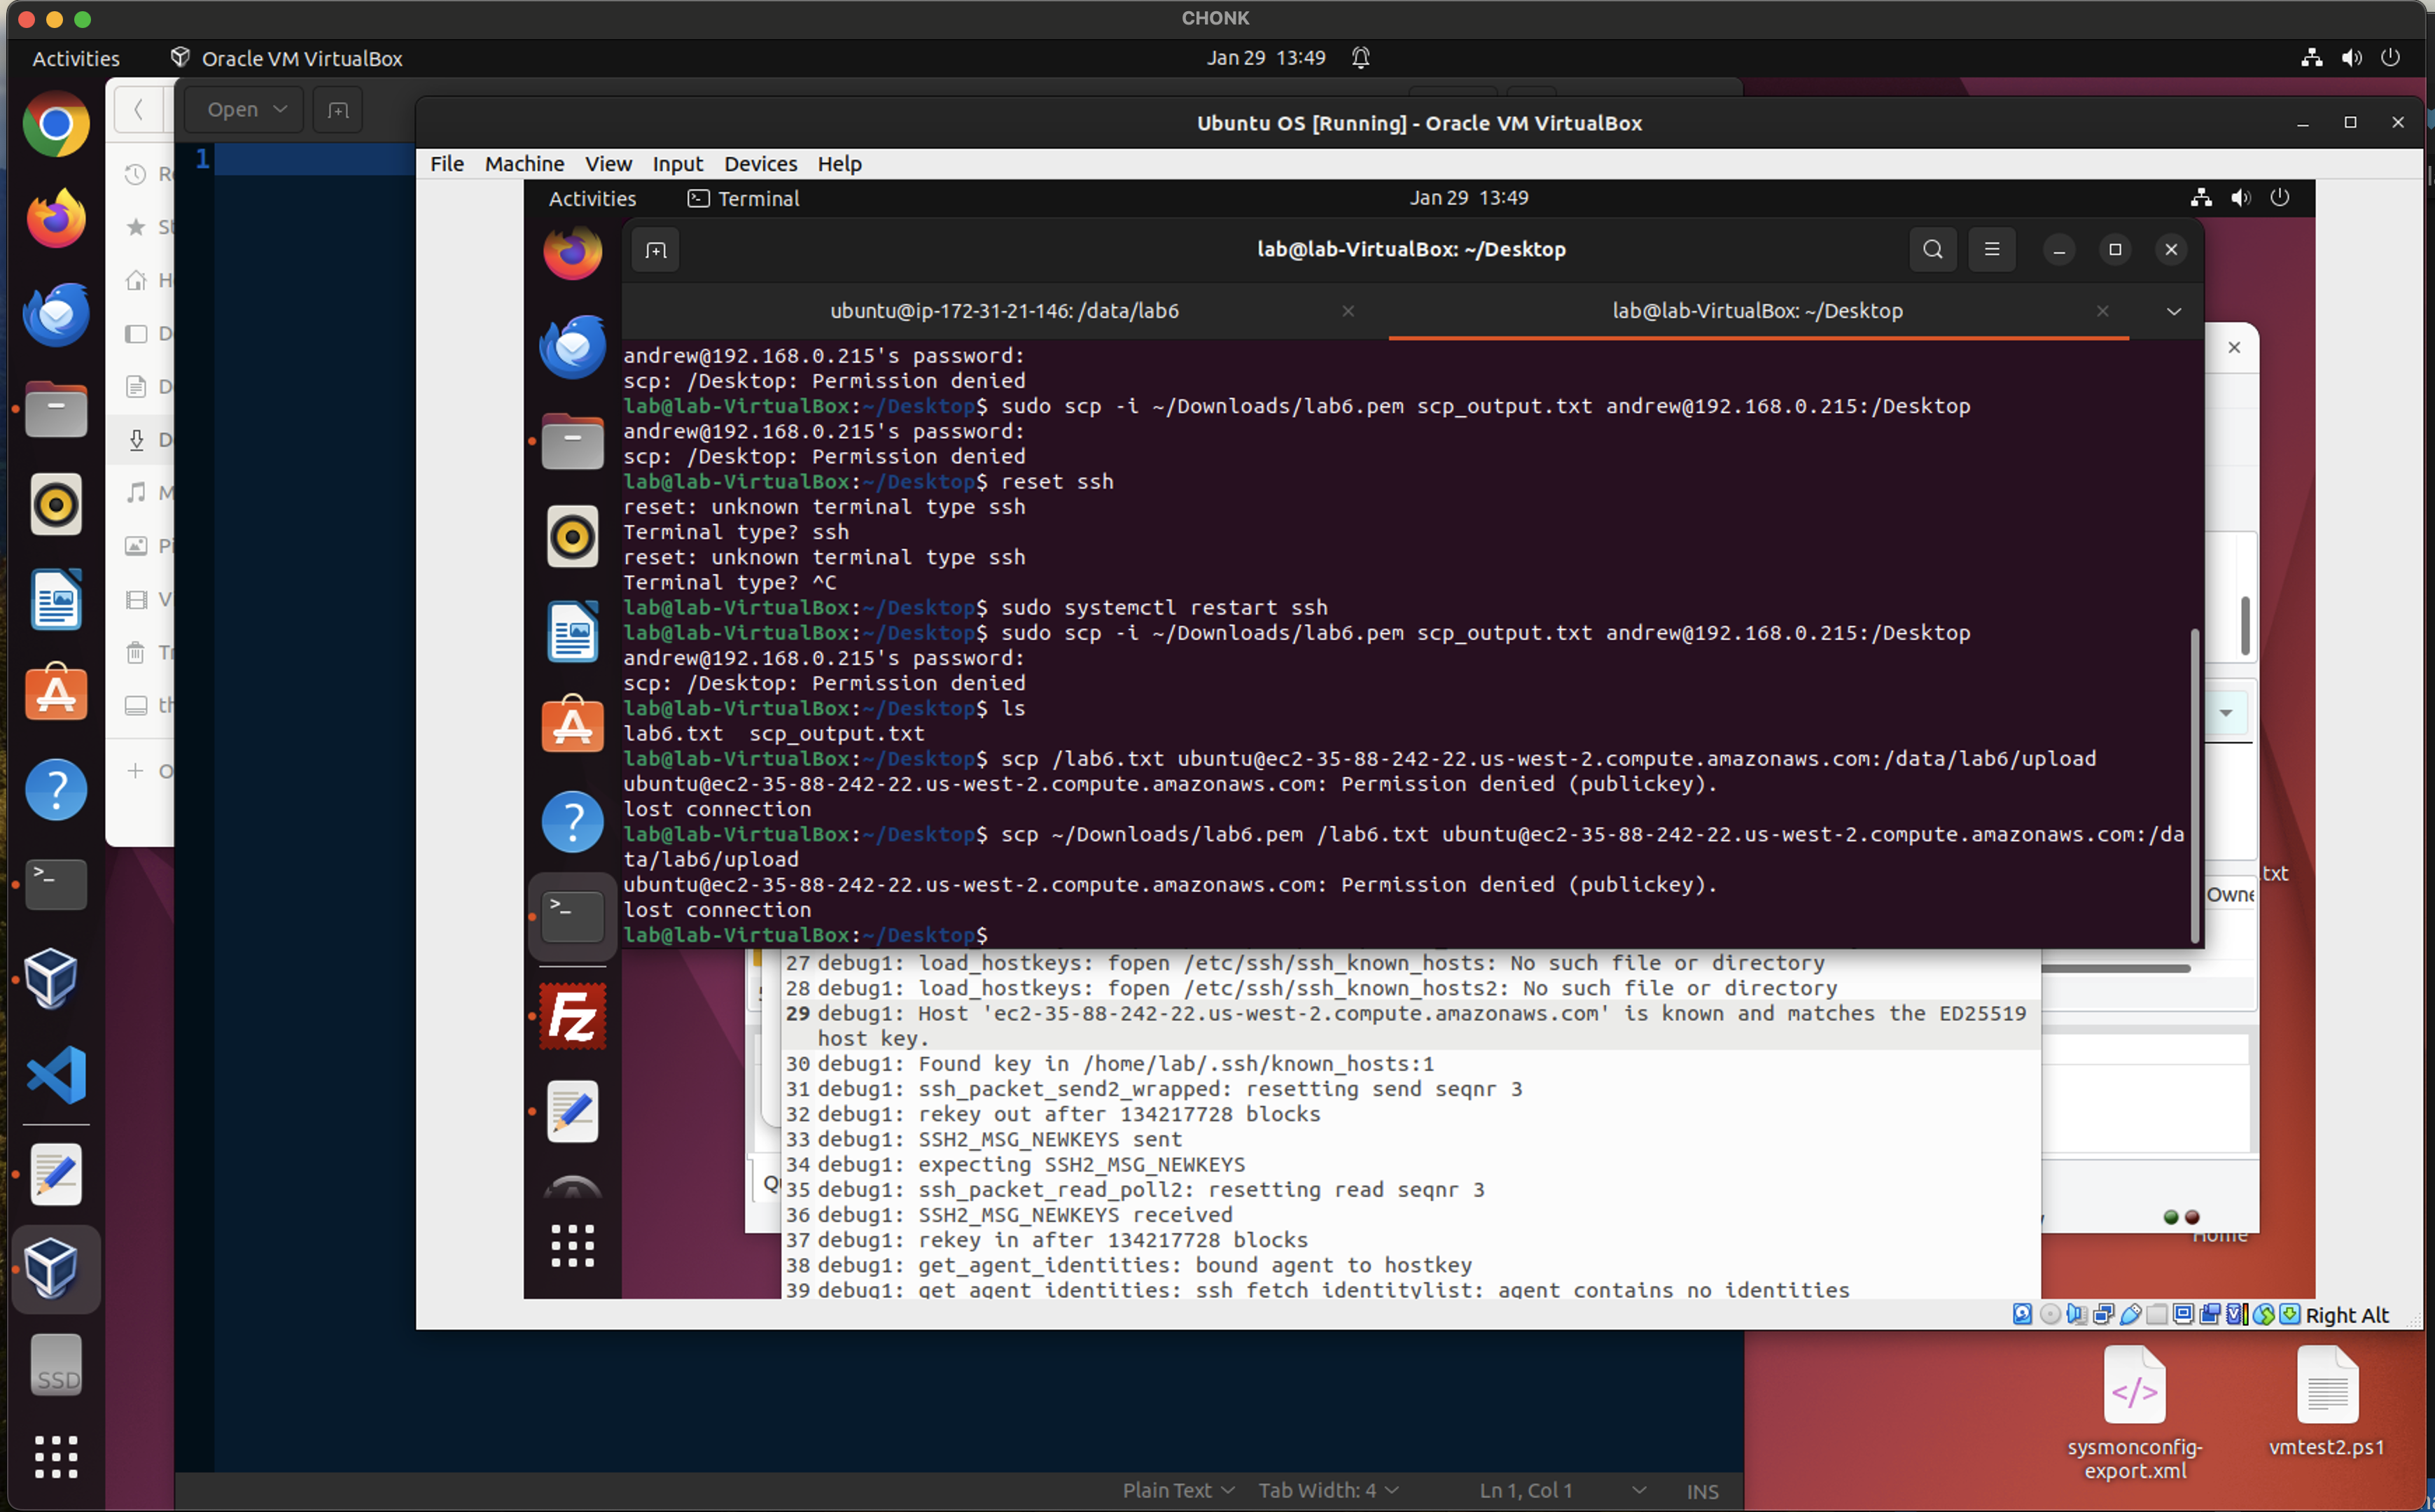 CHONK
Activities
Oracle VM VirtualBox
Jan 29 13:49
Open
1
Ubuntu OS [Running] - Oracle VM VirtualBox
File Machine View Input Devices Help
Activities
Terminal
Jan 29 13:49
lab@lab-VirtualBox: ~/Desktop
ubuntu@ip-172-31-21-146: /data/lab6
lab@lab-VirtualBox: ~/Desktop
andrew@192.168.0.215's password:
scp: /Desktop: Permission denied
lab@lab-VirtualBox:~/Desktop$ sudo scp -i ~/Downloads/lab6.pem scp_output.txt andrew@192.168.0.215:/Desktop
andrew@192.168.0.215's password:
scp: /Desktop: Permission denied
lab@lab-VirtualBox:~/Desktop$ reset ssh
reset: unknown terminal type ssh
Terminal type? ssh
reset: unknown terminal type ssh
Terminal type? ^C
lab@lab-VirtualBox:~/Desktop$ sudo systemctl restart ssh
lab@lab-VirtualBox:~/Desktop$ sudo scp -i ~/Downloads/lab6.pem scp_output.txt andrew@192.168.0.215:/Desktop
andrew@192.168.0.215's password:
scp: /Desktop: Permission denied
lab@lab-VirtualBox:~/Desktop$ ls
lab6.txt  scp_output.txt
lab@lab-VirtualBox:~/Desktop$ scp /lab6.txt ubuntu@ec2-35-88-242-22.us-west-2.compute.amazonaws.com:/data/lab6/upload
ubuntu@ec2-35-88-242-22.us-west-2.compute.amazonaws.com: Permission denied (publickey).
lost connection
lab@lab-VirtualBox:~/Desktop$ scp ~/Downloads/lab6.pem /lab6.txt ubuntu@ec2-35-88-242-22.us-west-2.compute.amazonaws.com:/da
ta/lab6/upload
ubuntu@ec2-35-88-242-22.us-west-2.compute.amazonaws.com: Permission denied (publickey).
lost connection
lab@lab-VirtualBox:~/Desktop$
.txt
27 debug1: load_hostkeys: fopen /etc/ssh/ssh_known_hosts: No such file or directory
28 debug1: load_hostkeys: fopen /etc/ssh/ssh_known_hosts2: No such file or directory
29 debug1: Host 'ec2-35-88-242-22.us-west-2.compute.amazonaws.com' is known and matches the ED25519
host key.
30 debug1: Found key in /home/lab/.ssh/known_hosts:1
31 debug1: ssh_packet_send2_wrapped: resetting send seqnr 3
32 debug1: rekey out after 134217728 blocks
33 debug1: SSH2_MSG_NEWKEYS sent
34 debug1: expecting SSH2_MSG_NEWKEYS
35 debug1: ssh_packet_read_poll2: resetting read seqnr 3
36 debug1: SSH2_MSG_NEWKEYS received
37 debug1: rekey in after 134217728 blocks
38 debug1: get_agent_identities: bound agent to hostkey
39 debug1: get_agent_identities: ssh_fetch_identitylist: agent contains no identities
Home
Right Alt
SSD
sysmonconfig-
export.xml
vmtest2.ps1
Plain Text
Tab Width: 4
Ln 1, Col 1
INS